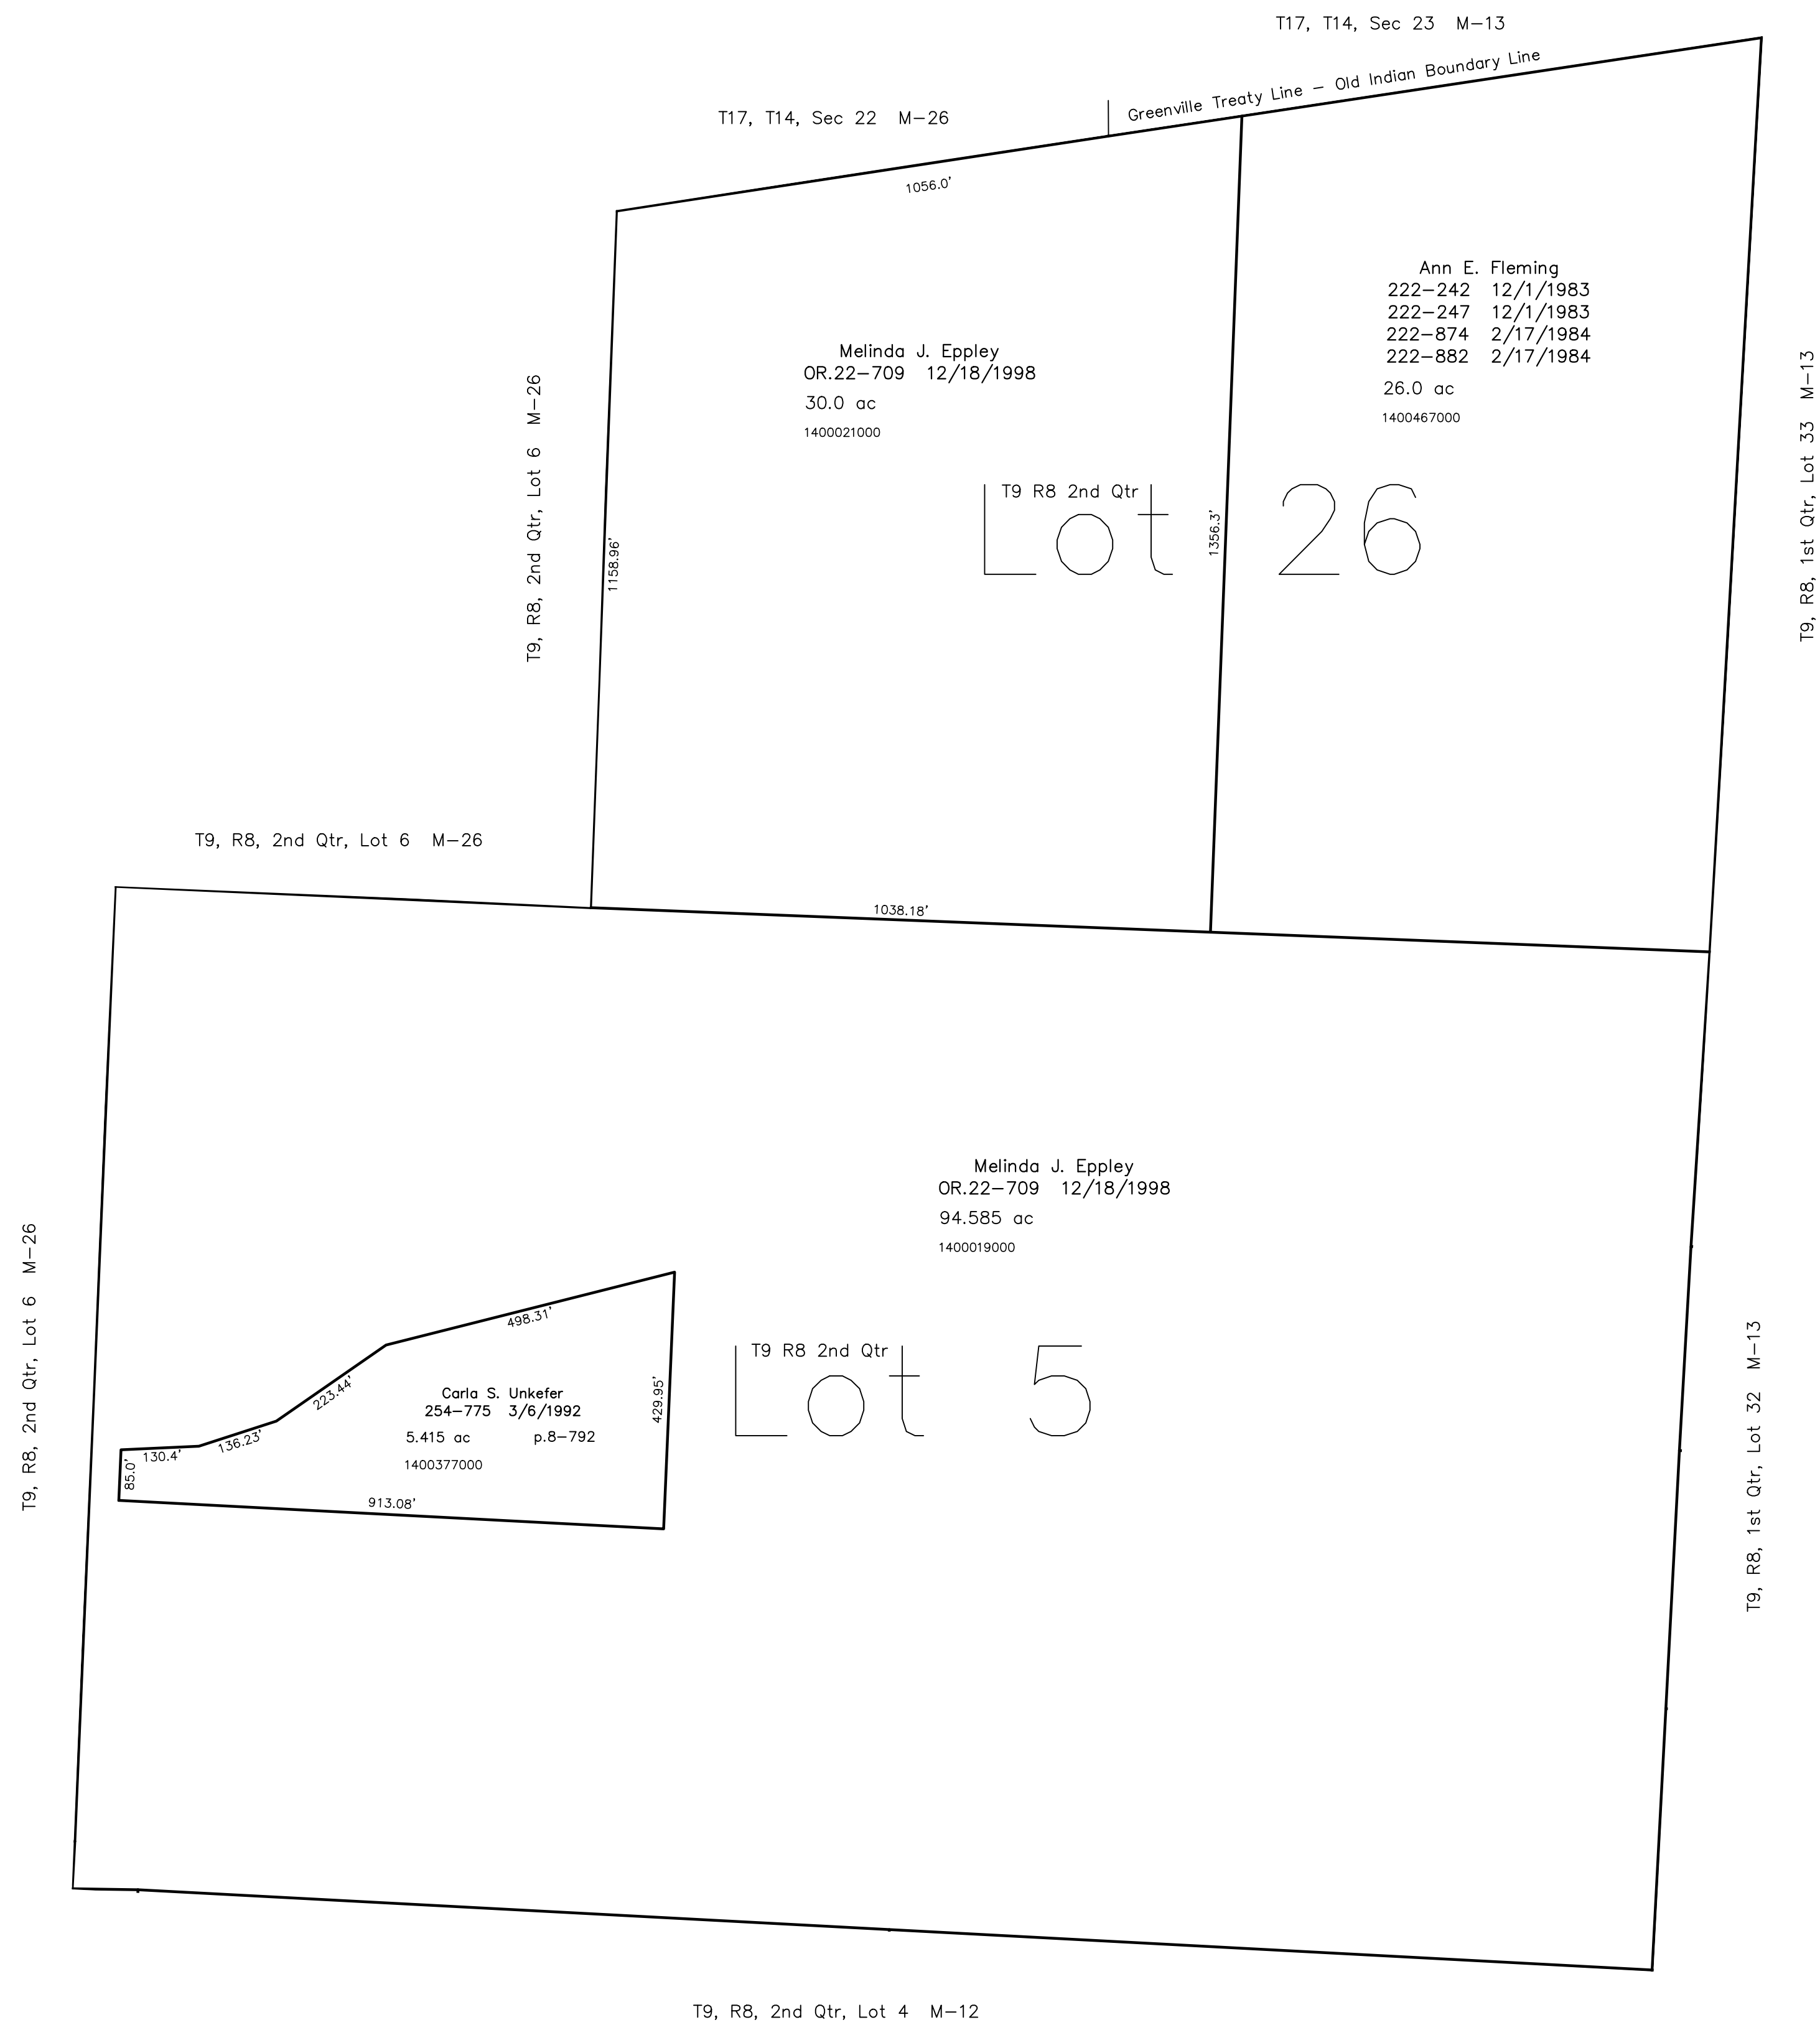 T17, T14, Sec 23 M-13
Greenville Treaty Line - Old Indian Boundary Line
T17, T14, Sec 22 M-26
1056.0'
Ann E. Fleming
222-242 12/1/1983
222-247 12/1/1983
222-874 2/17/1984
222-882 2/17/1984
26.0 ac
1400467000
Melinda J. Eppley
OR.22-709 12/18/1998
30.0 ac
1400021000
T9, R8, 2nd Qtr, Lot 6 M-26
T9, R8, 1st Qtr, Lot 33 M-13
T9 R8 2nd Qtr
Lot 26
1158.96'
1356.3'
T9, R8, 2nd Qtr, Lot 6 M-26
1038.18'
Melinda J. Eppley
OR.22-709 12/18/1998
94.585 ac
1400019000
T9, R8, 2nd Qtr, Lot 6 M-26
498.31'
T9 R8 2nd Qtr
Lot 5
223.44'
429.95'
Carla S. Unkefer
254-775 3/6/1992
5.415 ac p.8-792
1400377000
136.23'
130.4'
85.0'
913.08'
T9, R8, 1st Qtr, Lot 32 M-13
T9, R8, 2nd Qtr, Lot 4 M-12